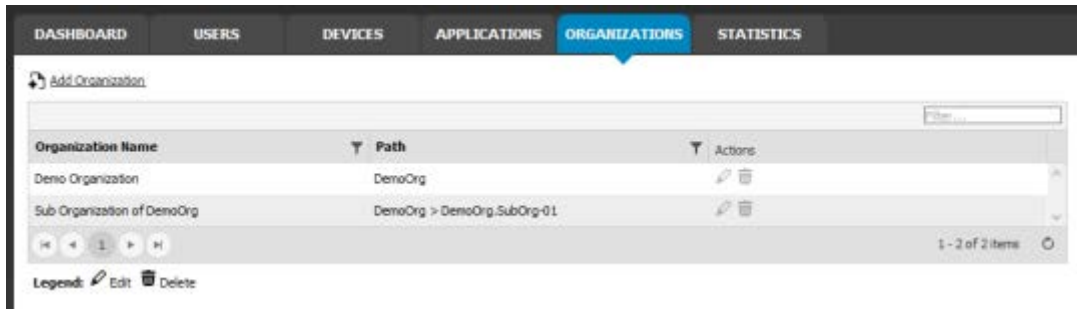 DASHBOARD USERS DEVICES APPLICATIONS ORGANIZATIONS STATISTICS
Add Organization
Filter...
Organization Name Path Actions
Demo Organization DemoOrg
Sub Organization of DemoOrg DemoOrg > DemoOrg.SubOrg-01
1 1 - 2 of 2 items
Legend: Edit Delete